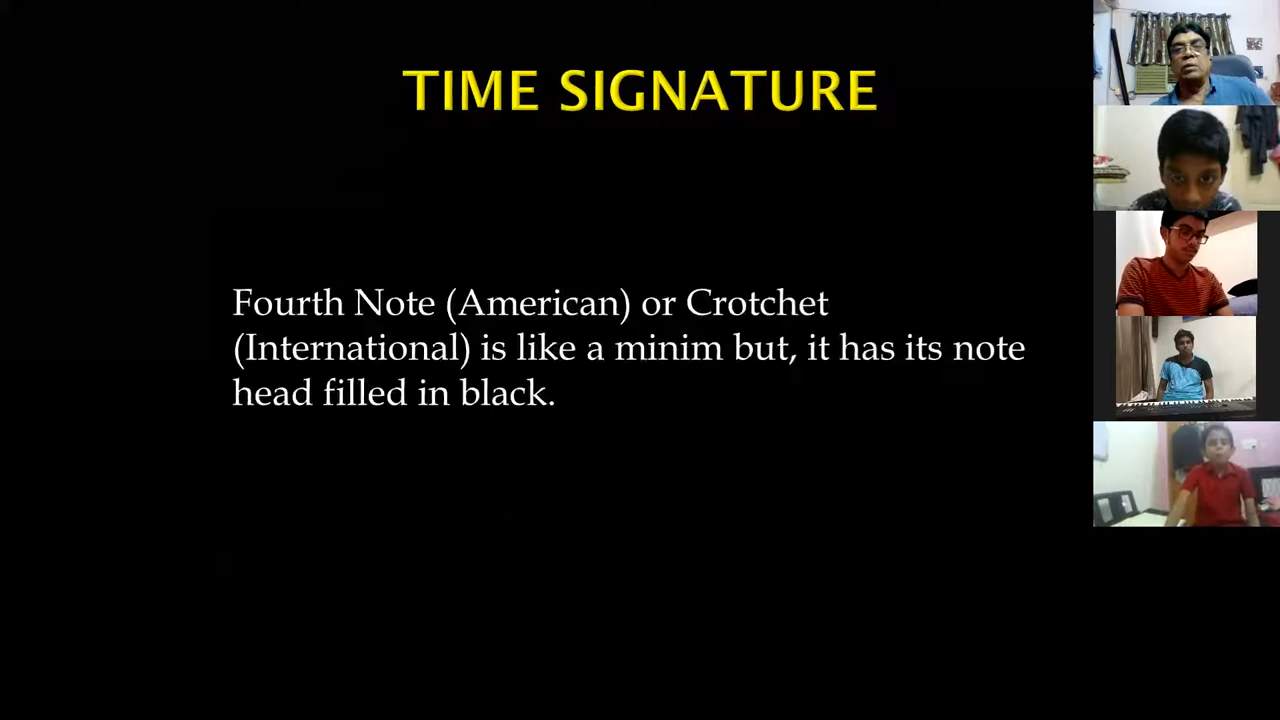 TIME SIGNATURE
Fourth Note (American) or Crotchet
(International) is like a minim but, it has its note
head filled in black.